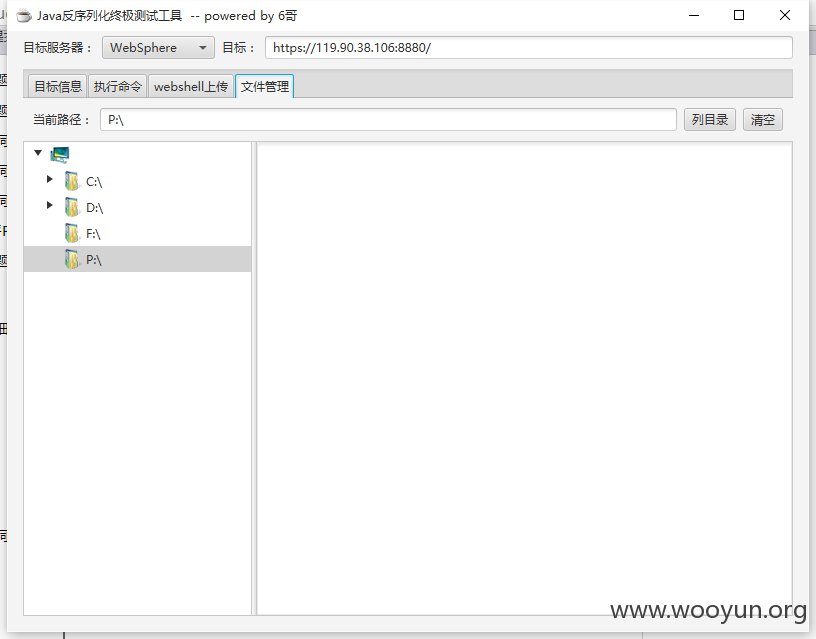 Java反序列化终极测试工具 -- powered by 6哥
目标服务器： WebSphere 目标： https://119.90.38.106:8880/
目标信息 执行命令 webshell上传 文件管理
当前路径： P:\ 列目录 清空
C:\
D:\
F:\
P:\
www.wooyun.org